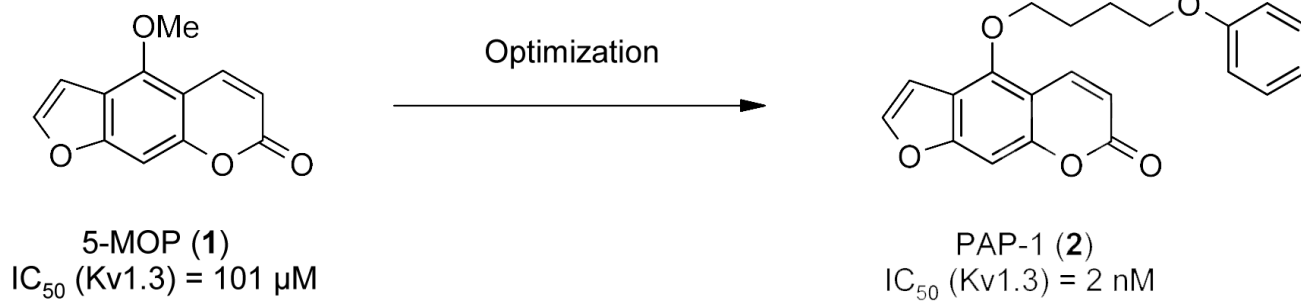 OMe
O
O
O
Optimization
O
O
O
O
O
5-MOP (1)
IC50 (Kv1.3) = 101 µM
PAP-1 (2)
IC50 (Kv1.3) = 2 nM